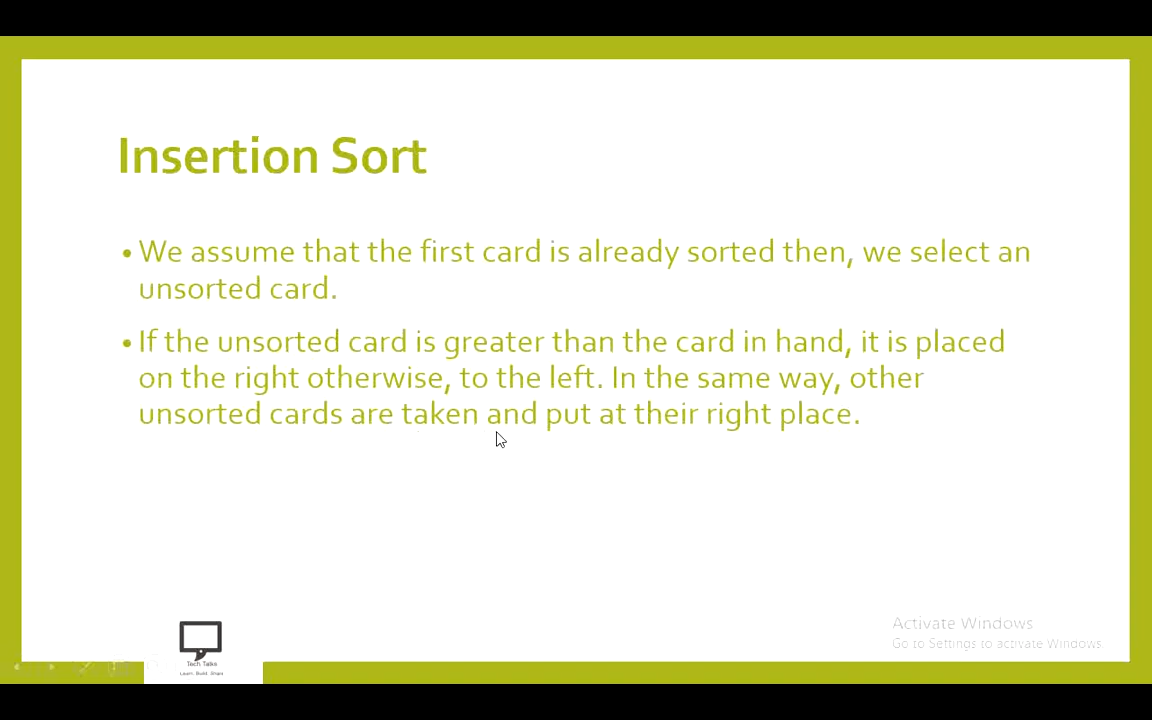 Insertion Sort
• We assume that the first card is already sorted then, we select an
unsorted card.
• If the unsorted card is greater than the card in hand, it is placed
on the right otherwise, to the left. In the same way, other
unsorted cards are taken and put at their right place.
Activate Windows
Go to Settings to activate Windows.
Tech Talks
Learn. Build. Share